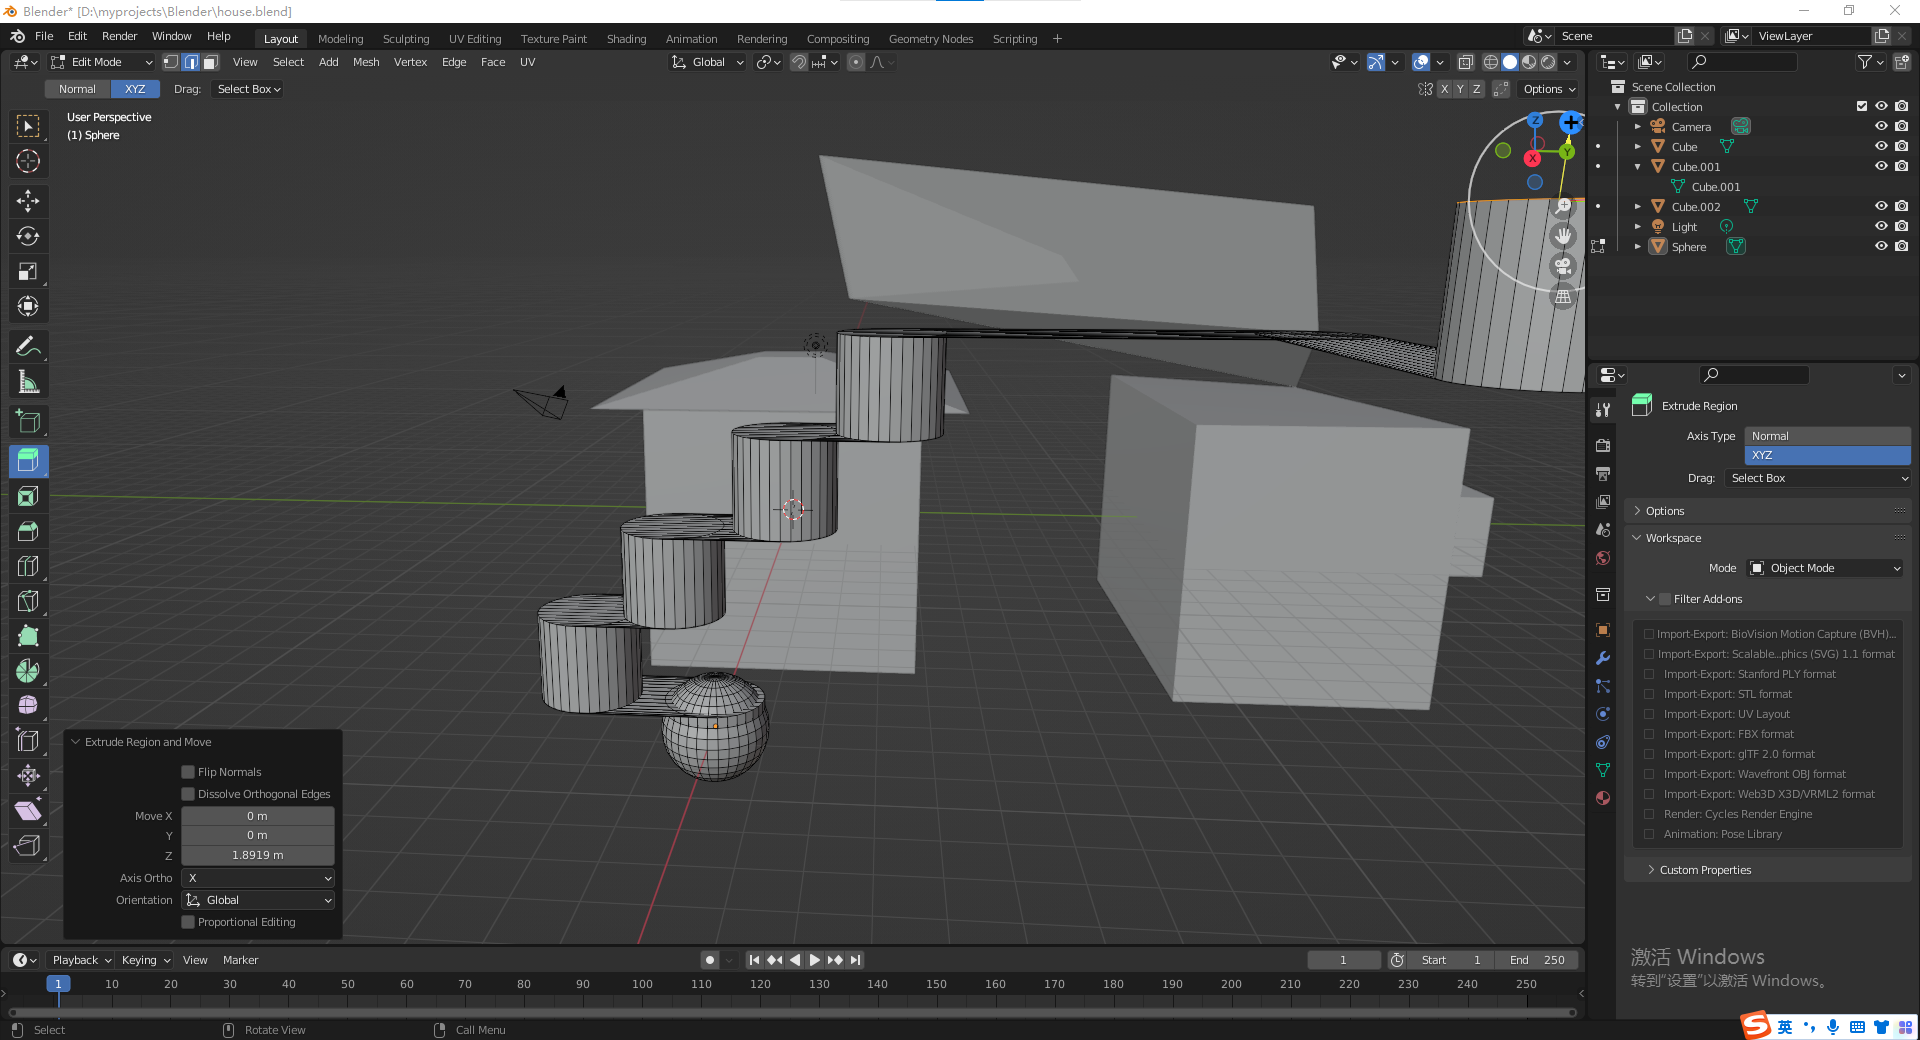 Blender* [D:\myprojects\Blender\house.blend]
File Edit Render Window Help Layout Modeling Sculpting UV Editing Texture Paint Shading Animation Rendering Compositing Geometry Nodes Scripting + Scene ViewLayer
Edit Mode View Select Add Mesh Vertex Edge Face UV Global
Normal XYZ Drag: Select Box X Y Z Options
User Perspective
(1) Sphere
Z
Y
X
Scene Collection
Collection
Camera
Cube
Cube.001
Cube.001
Cube.002
Light
Sphere
Extrude Region
Axis Type Normal
XYZ
Drag: Select Box
Options
Workspace
Mode Object Mode
Filter Add-ons
Import-Export: BioVision Motion Capture (BVH)...
Import-Export: Scalable...phics (SVG) 1.1 format
Import-Export: Stanford PLY format
Import-Export: STL format
Import-Export: UV Layout
Import-Export: FBX format
Import-Export: glTF 2.0 format
Import-Export: Wavefront OBJ format
Import-Export: Web3D X3D/VRML2 format
Render: Cycles Render Engine
Animation: Pose Library
Custom Properties
Extrude Region and Move
Flip Normals
Dissolve Orthogonal Edges
Move X 0 m
Y 0 m
Z 1.8919 m
Axis Ortho X
Orientation Global
Proportional Editing
激活 Windows
转到“设置”以激活 Windows。
Playback Keying View Marker 1 Start 1 End 250
1 10 20 30 40 50 60 70 80 90 100 110 120 130 140 150 160 170 180 190 200 210 220 230 240 250
Select Rotate View Call Menu
S 英